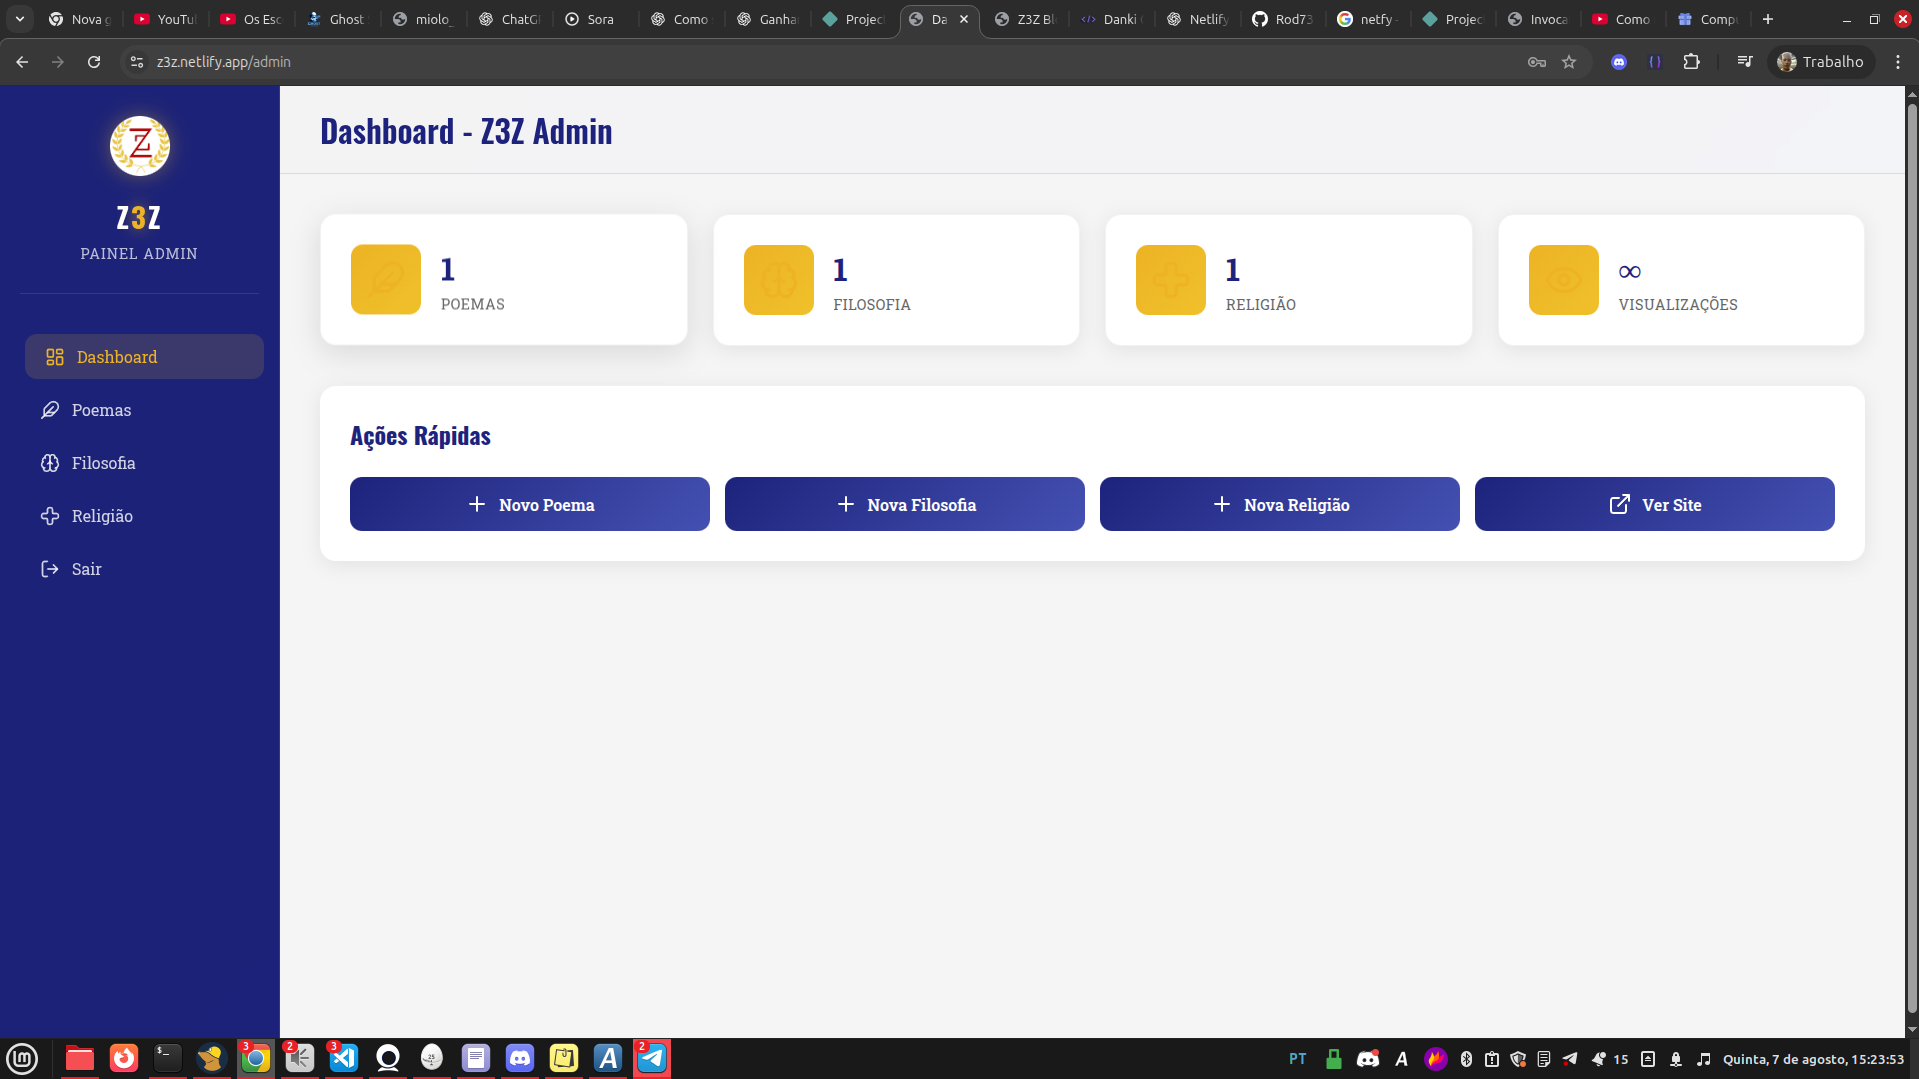 Nova g
YouTu
Os Esc
Ghost
miolo_
ChatG
Sora
Como
Ganha
Projec
Da
Z3Z Bl
Danki
Netlify
Rod73
netfy -
Projec
Invoca
Como
Compu
z3z.netlify.app/admin
Trabalho
Z
Z3Z
PAINEL ADMIN
Dashboard
Poemas
Filosofia
Religião
Sair
Dashboard - Z3Z Admin
1
POEMAS
1
FILOSOFIA
1
RELIGIÃO
∞
VISUALIZAÇÕES
Ações Rápidas
Novo Poema
Nova Filosofia
Nova Religião
Ver Site
3
2
3
25
2
PT
15
Quinta, 7 de agosto, 15:23:53